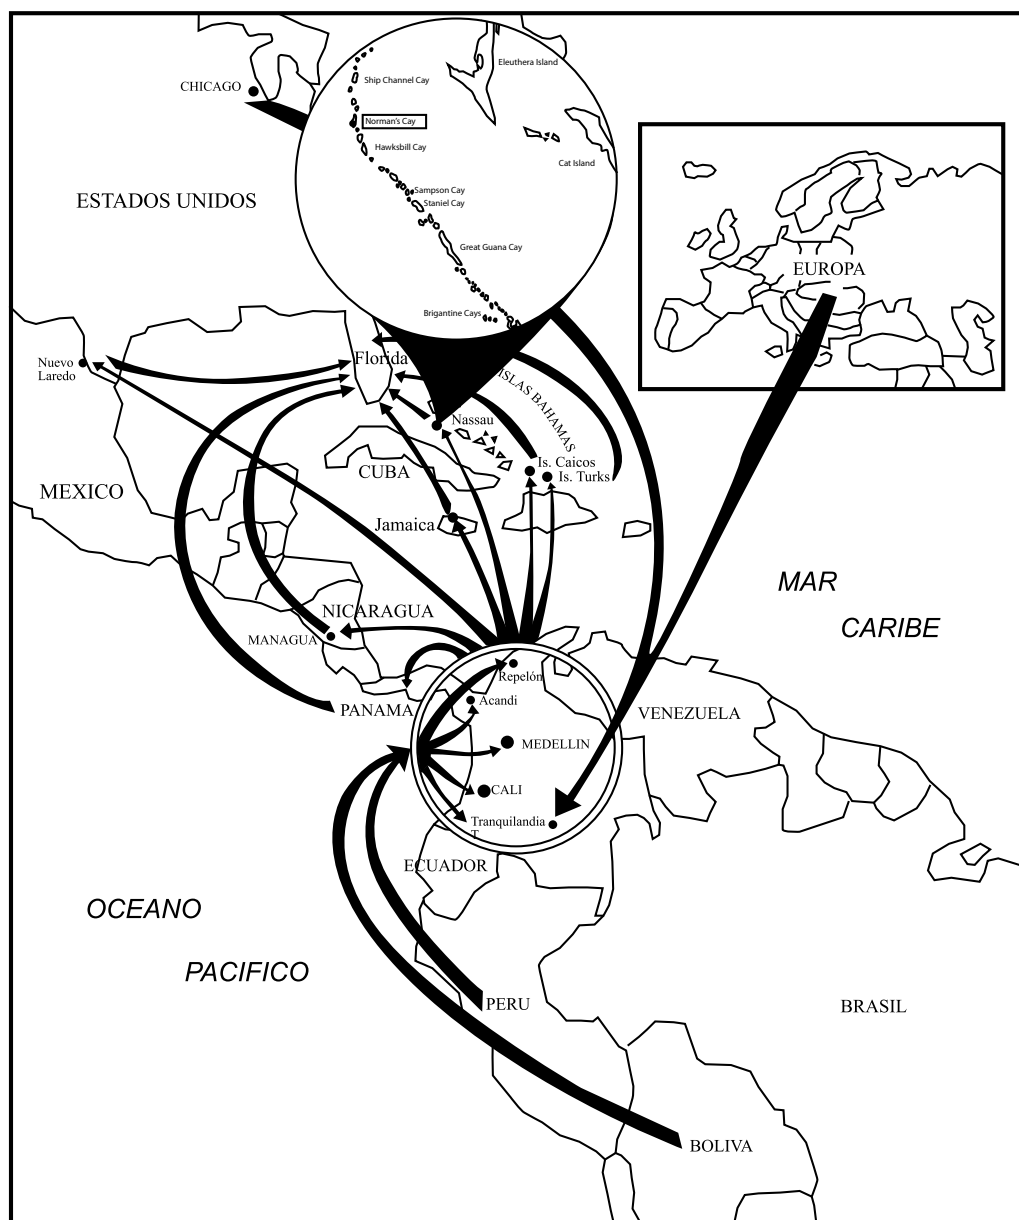 Eleuthera Island
Ship Channel Cay
CHICAGO
Norman's Cay
Hawksbill Cay
Cat Island
Sampson Cay
ESTADOS UNIDOS
Staniel Cay
Great Guana Cay
EUROPA
Brigantine Cays
Florida
Nuevo
Laredo
ISLAS BAHAMAS
Nassau
CUBA
Is. Caicos
Is. Turks
MEXICO
Jamaica
MAR
CARIBE
NICARAGUA
MANAGUA
Repelón
Acandi
PANAMA
VENEZUELA
MEDELLIN
CALI
Tranquilandia
T
ECUADOR
OCEANO
PACIFICO
PERU
BRASIL
BOLIVA